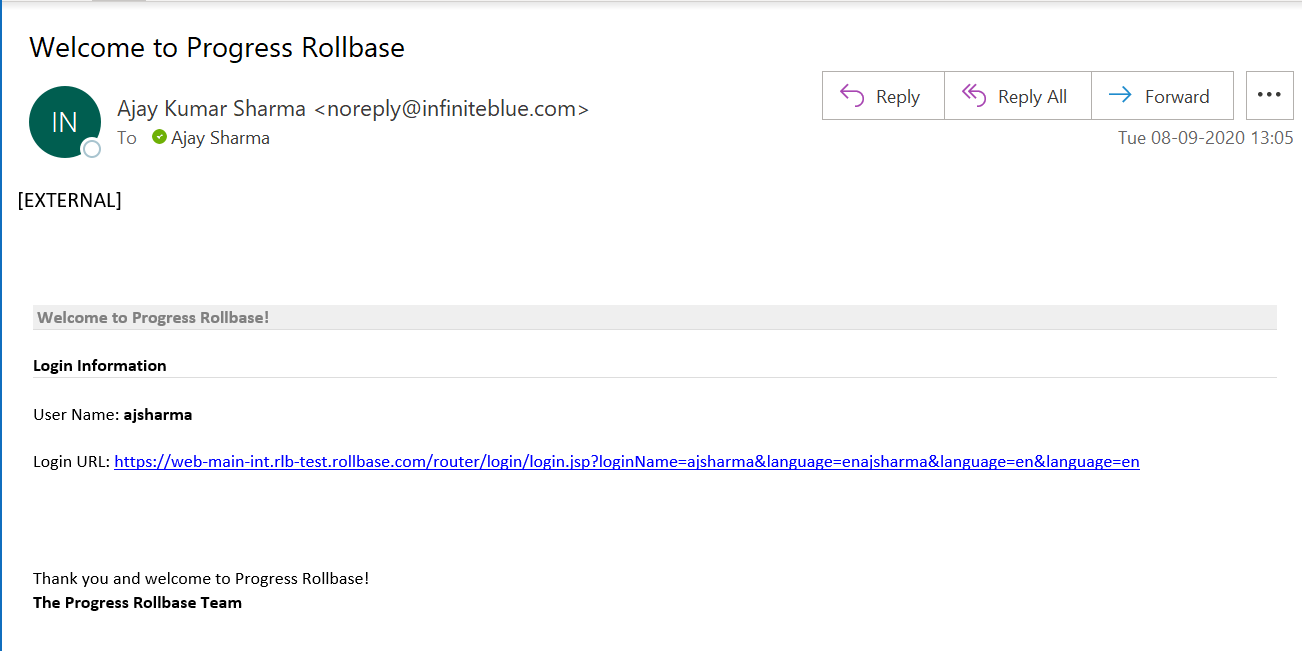 Welcome to Progress Rollbase
IN
Ajay Kumar Sharma <noreply@infiniteblue.com>
To Ajay Sharma
Reply
Reply All
Forward
Tue 08-09-2020 13:05
[EXTERNAL]
Welcome to Progress Rollbase!
Login Information
User Name: ajsharma
Login URL: https://web-main-int.rlb-test.rollbase.com/router/login/login.jsp?loginName=ajsharma&language=enajsharma&language=en&language=en
Thank you and welcome to Progress Rollbase!
The Progress Rollbase Team